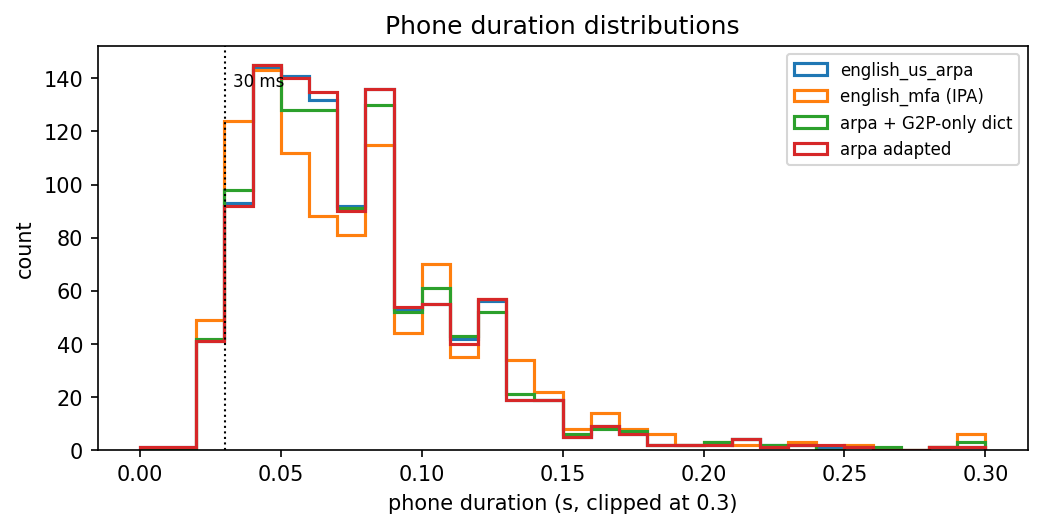 Phone duration distributions
30 ms
english_us_arpa
english_mfa (IPA)
arpa + G2P-only dict
arpa adapted
count
140
120
100
80
60
40
20
0
0.00 0.05 0.10 0.15 0.20 0.25 0.30
phone duration (s, clipped at 0.3)